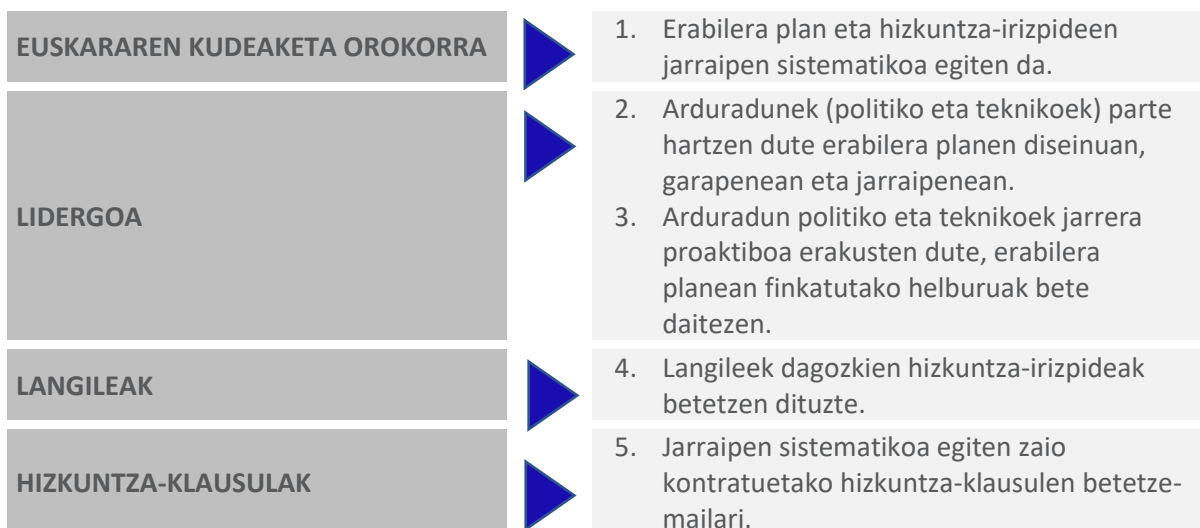 EUSKARAREN KUDEAKETA OROKORRA
1. Erabilera plan eta hizkuntza-irizpideen
jarraipen sistematikoa egiten da.
LIDERGOA
2. Arduradunek (politiko eta teknikoek) parte
hartzen dute erabilera planen diseinuan,
garapenean eta jarraipenean.
3. Arduradun politiko eta teknikoek jarrera
proaktiboa erakusten dute, erabilera
planean finkatutako helburuak bete
daitezen.
LANGILEAK
4. Langileek dagozkien hizkuntza-irizpideak
betetzen dituzte.
HIZKUNTZA-KLAUSULAK
5. Jarraipen sistematikoa egiten zaio
kontratuetako hizkuntza-klausulen betetze-
mailari.